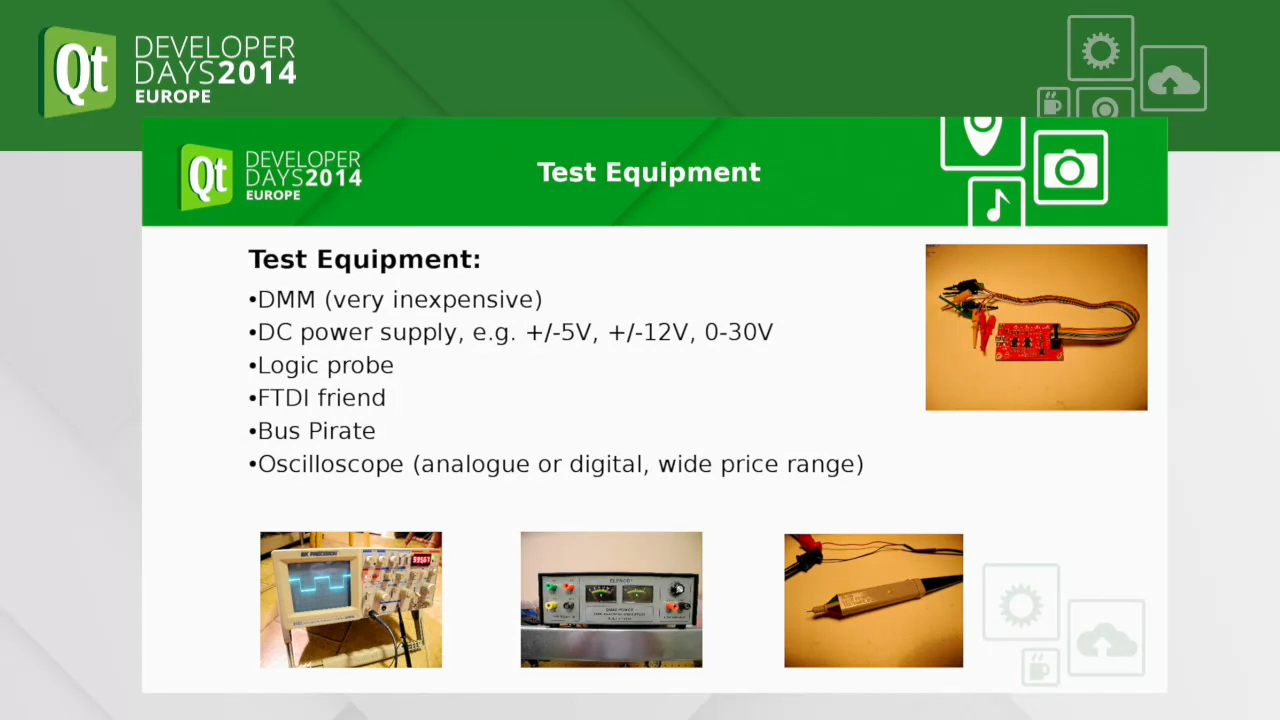 Qt DEVELOPER
DAYS2014
EUROPE
Qt DEVELOPER
DAYS2014
EUROPE
Test Equipment
Test Equipment:
•DMM (very inexpensive)
•DC power supply, e.g. +/-5V, +/-12V, 0-30V
•Logic probe
•FTDI friend
•Bus Pirate
•Oscilloscope (analogue or digital, wide price range)
BK PRECISION
ELENCO